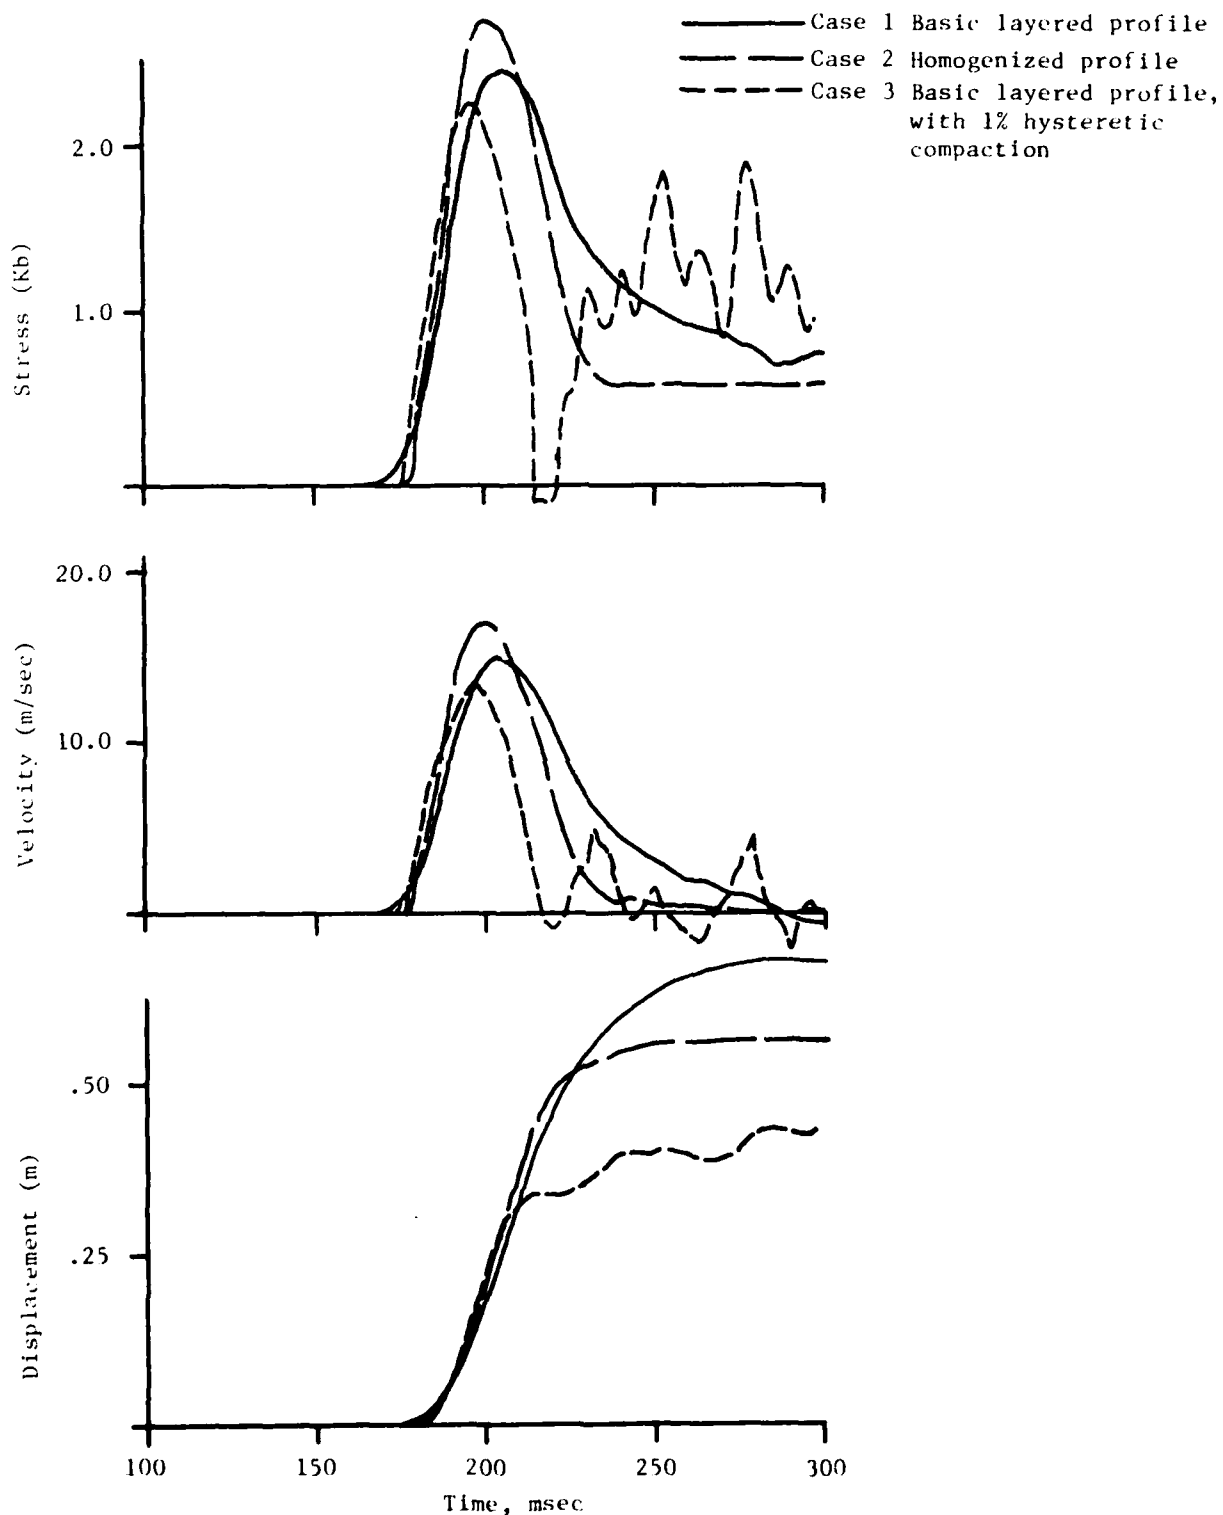 Case 1 Basic layered profile
Case 2 Homogenized profile
Case 3 Basic layered profile,
with 1% hysteretic
compaction
2.0
1.0
Stress (Kb)
20.0
10.0
Velocity (m/sec)
.50
.25
Displacement (m)
100 150 200 250 300
Time, msec